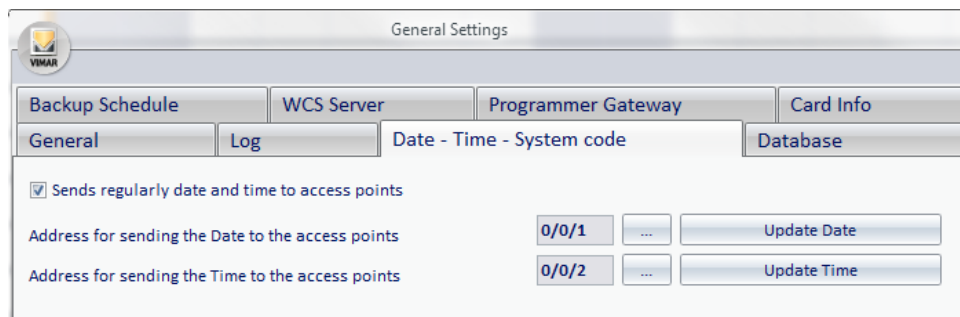 General Settings
VIMAR
Backup Schedule WCS Server Programmer Gateway Card Info
General Log Date - Time - System code Database
Sends regularly date and time to access points
Address for sending the Date to the access points 0/0/1 ... Update Date
Address for sending the Time to the access points 0/0/2 ... Update Time